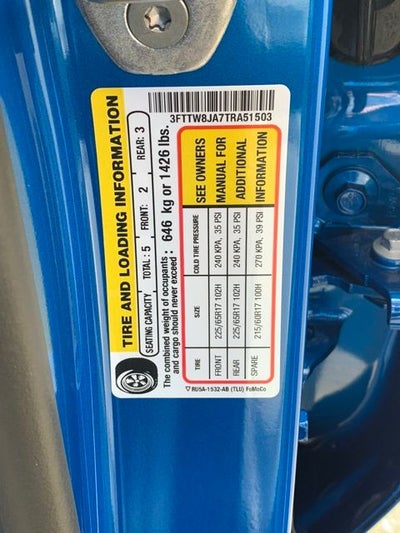 3FTTW8JA7TRA51503
TIRE AND LOADING INFORMATION
SEATING CAPACITY TOTAL: 5 FRONT: 2 REAR: 3
The combined weight of occupants
and cargo should never exceed : 646 kg or 1426 lbs.
TIRE SIZE COLD TIRE PRESSURE
FRONT 225/65R17 102H 240 KPA, 35 PSI
REAR 225/65R17 102H 240 KPA, 35 PSI
SPARE 215/60R17 100H 270 KPA, 39 PSI
SEE OWNERS
MANUAL FOR
ADDITIONAL
INFORMATION
RU5A-1532-AB (TLU) FoMoCo